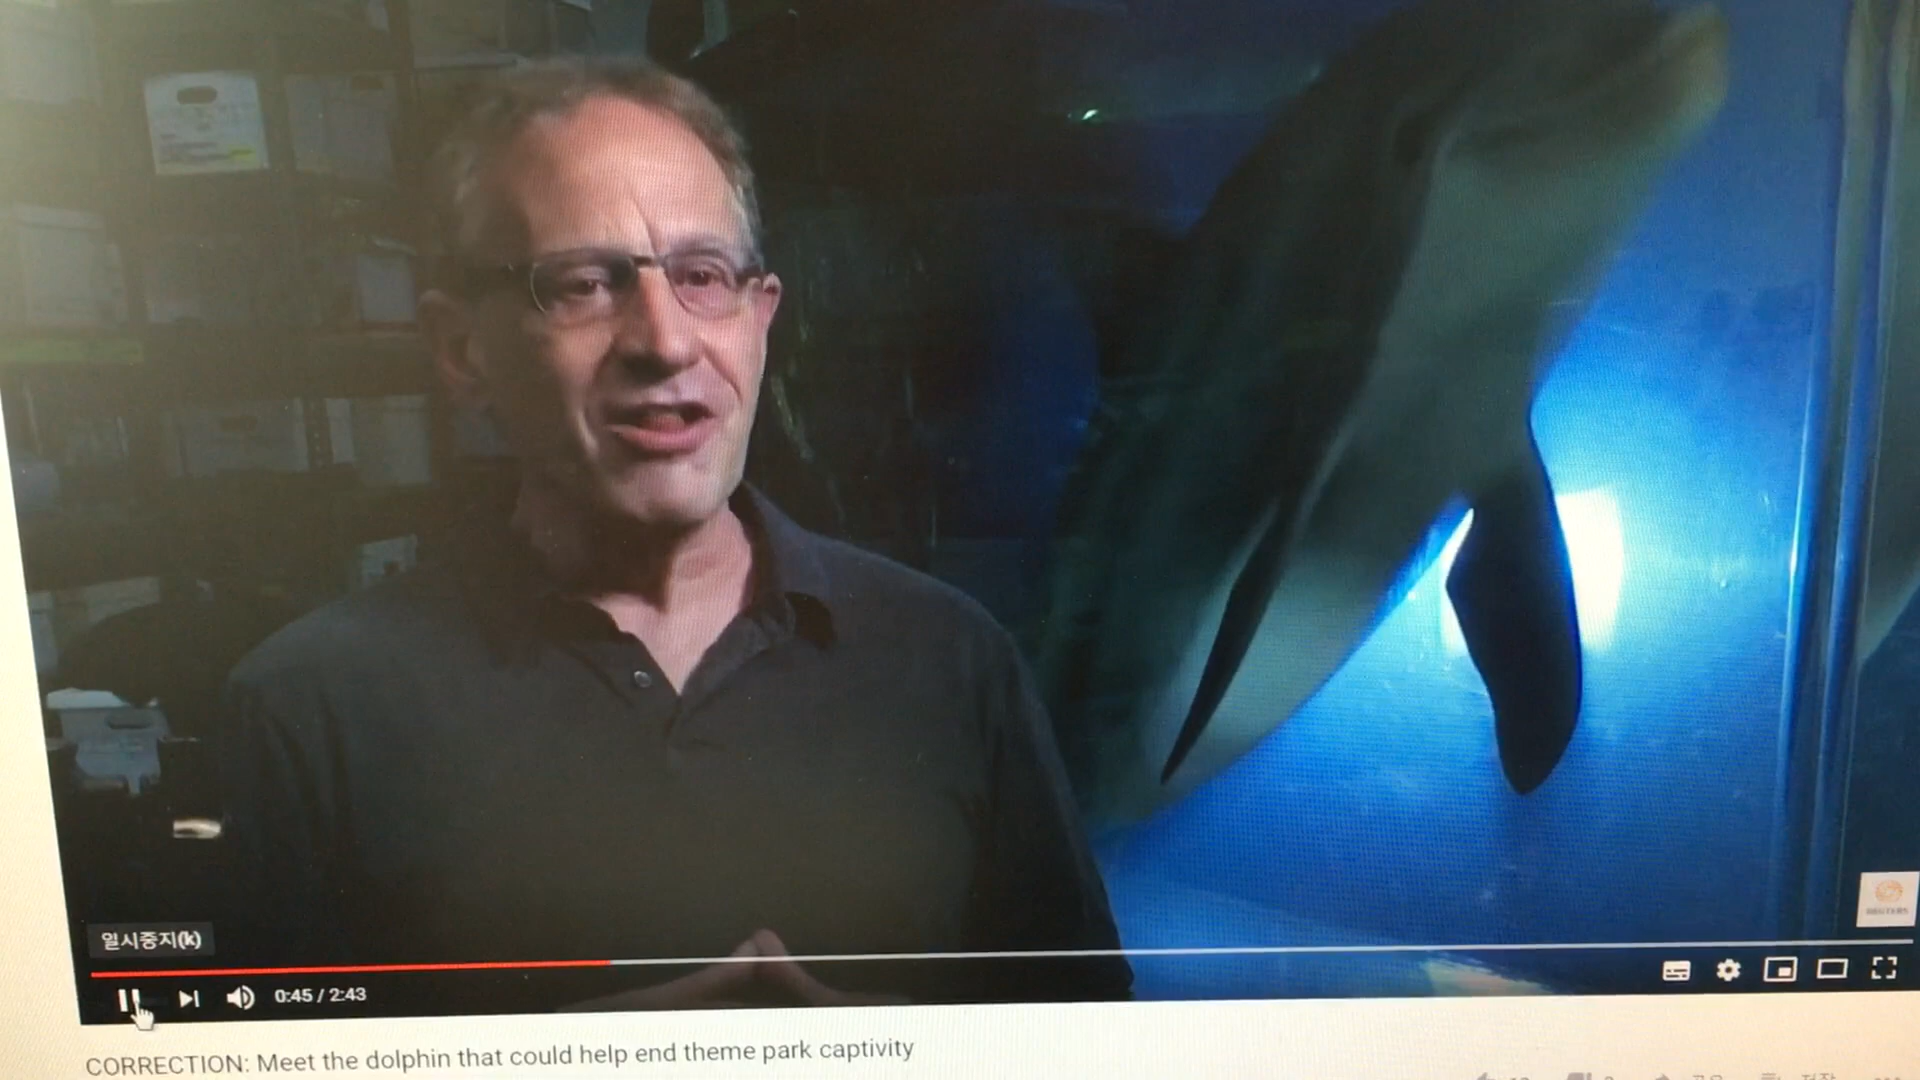 일시중지(k)
0:45 / 2:43
CORRECTION: Meet the dolphin that could help end theme park captivity